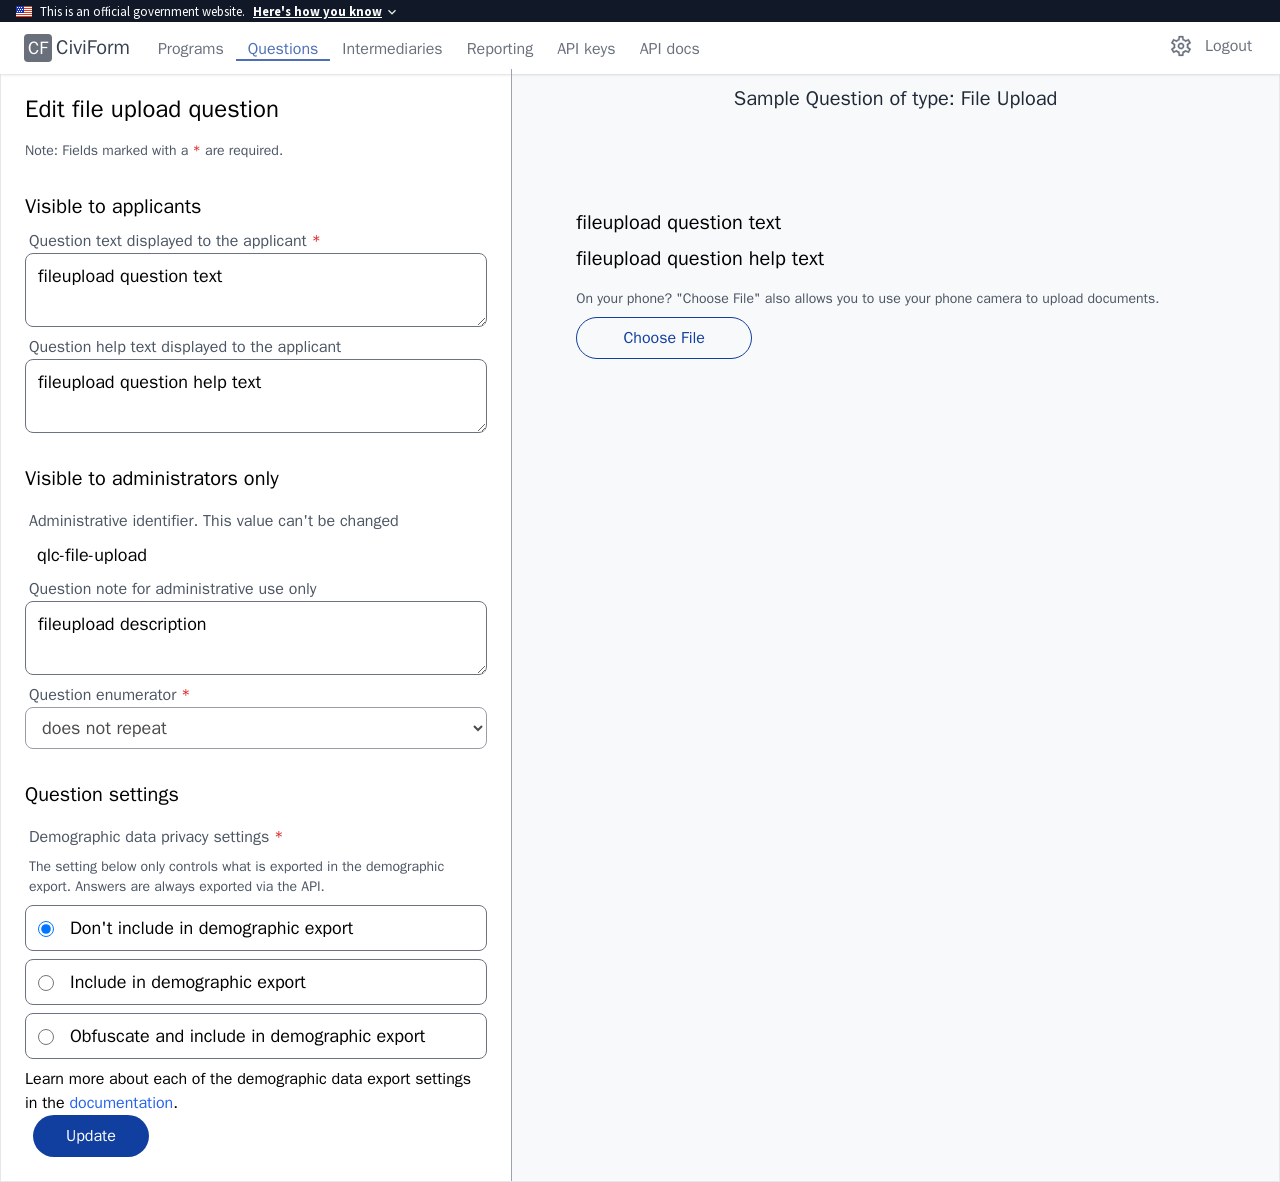 This is an official government website. Here's how you know
CF CiviForm Programs Questions Intermediaries Reporting API keys API docs Logout
Edit file upload question
Note: Fields marked with a * are required.
Visible to applicants
Question text displayed to the applicant *
fileupload question text
Question help text displayed to the applicant
fileupload question help text
Visible to administrators only
Administrative identifier. This value can't be changed
qlc-file-upload
Question note for administrative use only
fileupload description
Question enumerator *
does not repeat
Question settings
Demographic data privacy settings *
The setting below only controls what is exported in the demographic
export. Answers are always exported via the API.
Don't include in demographic export
Include in demographic export
Obfuscate and include in demographic export
Learn more about each of the demographic data export settings
in the documentation.
Update
Sample Question of type: File Upload
fileupload question text
fileupload question help text
On your phone? "Choose File" also allows you to use your phone camera to upload documents.
Choose File